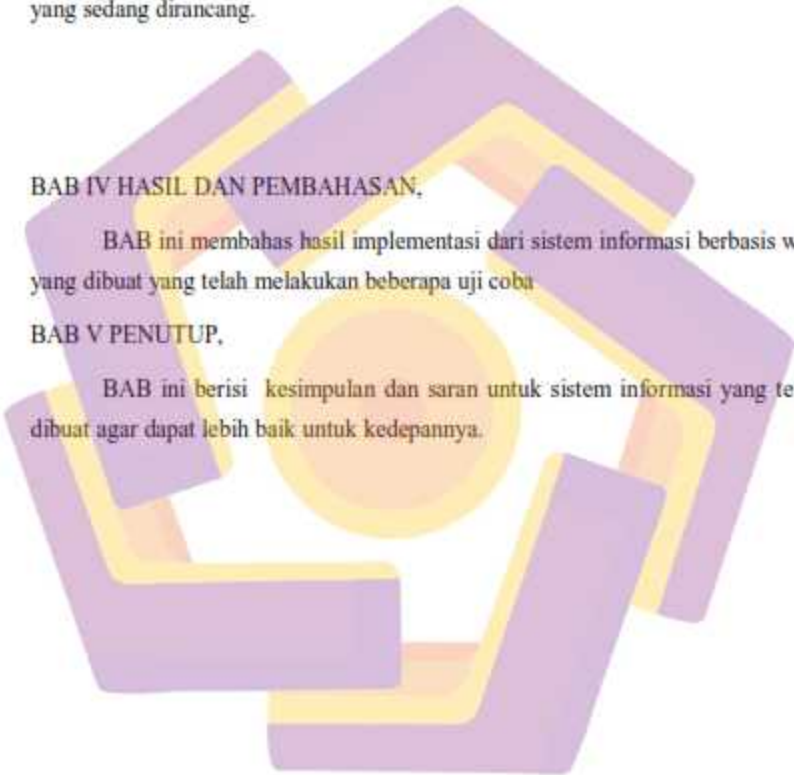 yang sedang dirancang.
BAB IV HASIL DAN PEMBAHASAN,
BAB ini membahas hasil implementasi dari sistem informasi berbasis w
yang dibuat yang telah melakukan beberapa uji coba
BAB V PENUTUP,
BAB ini berisi kesimpulan dan saran untuk sistem informasi yang te
dibuat agar dapat lebih baik untuk kedepannya.